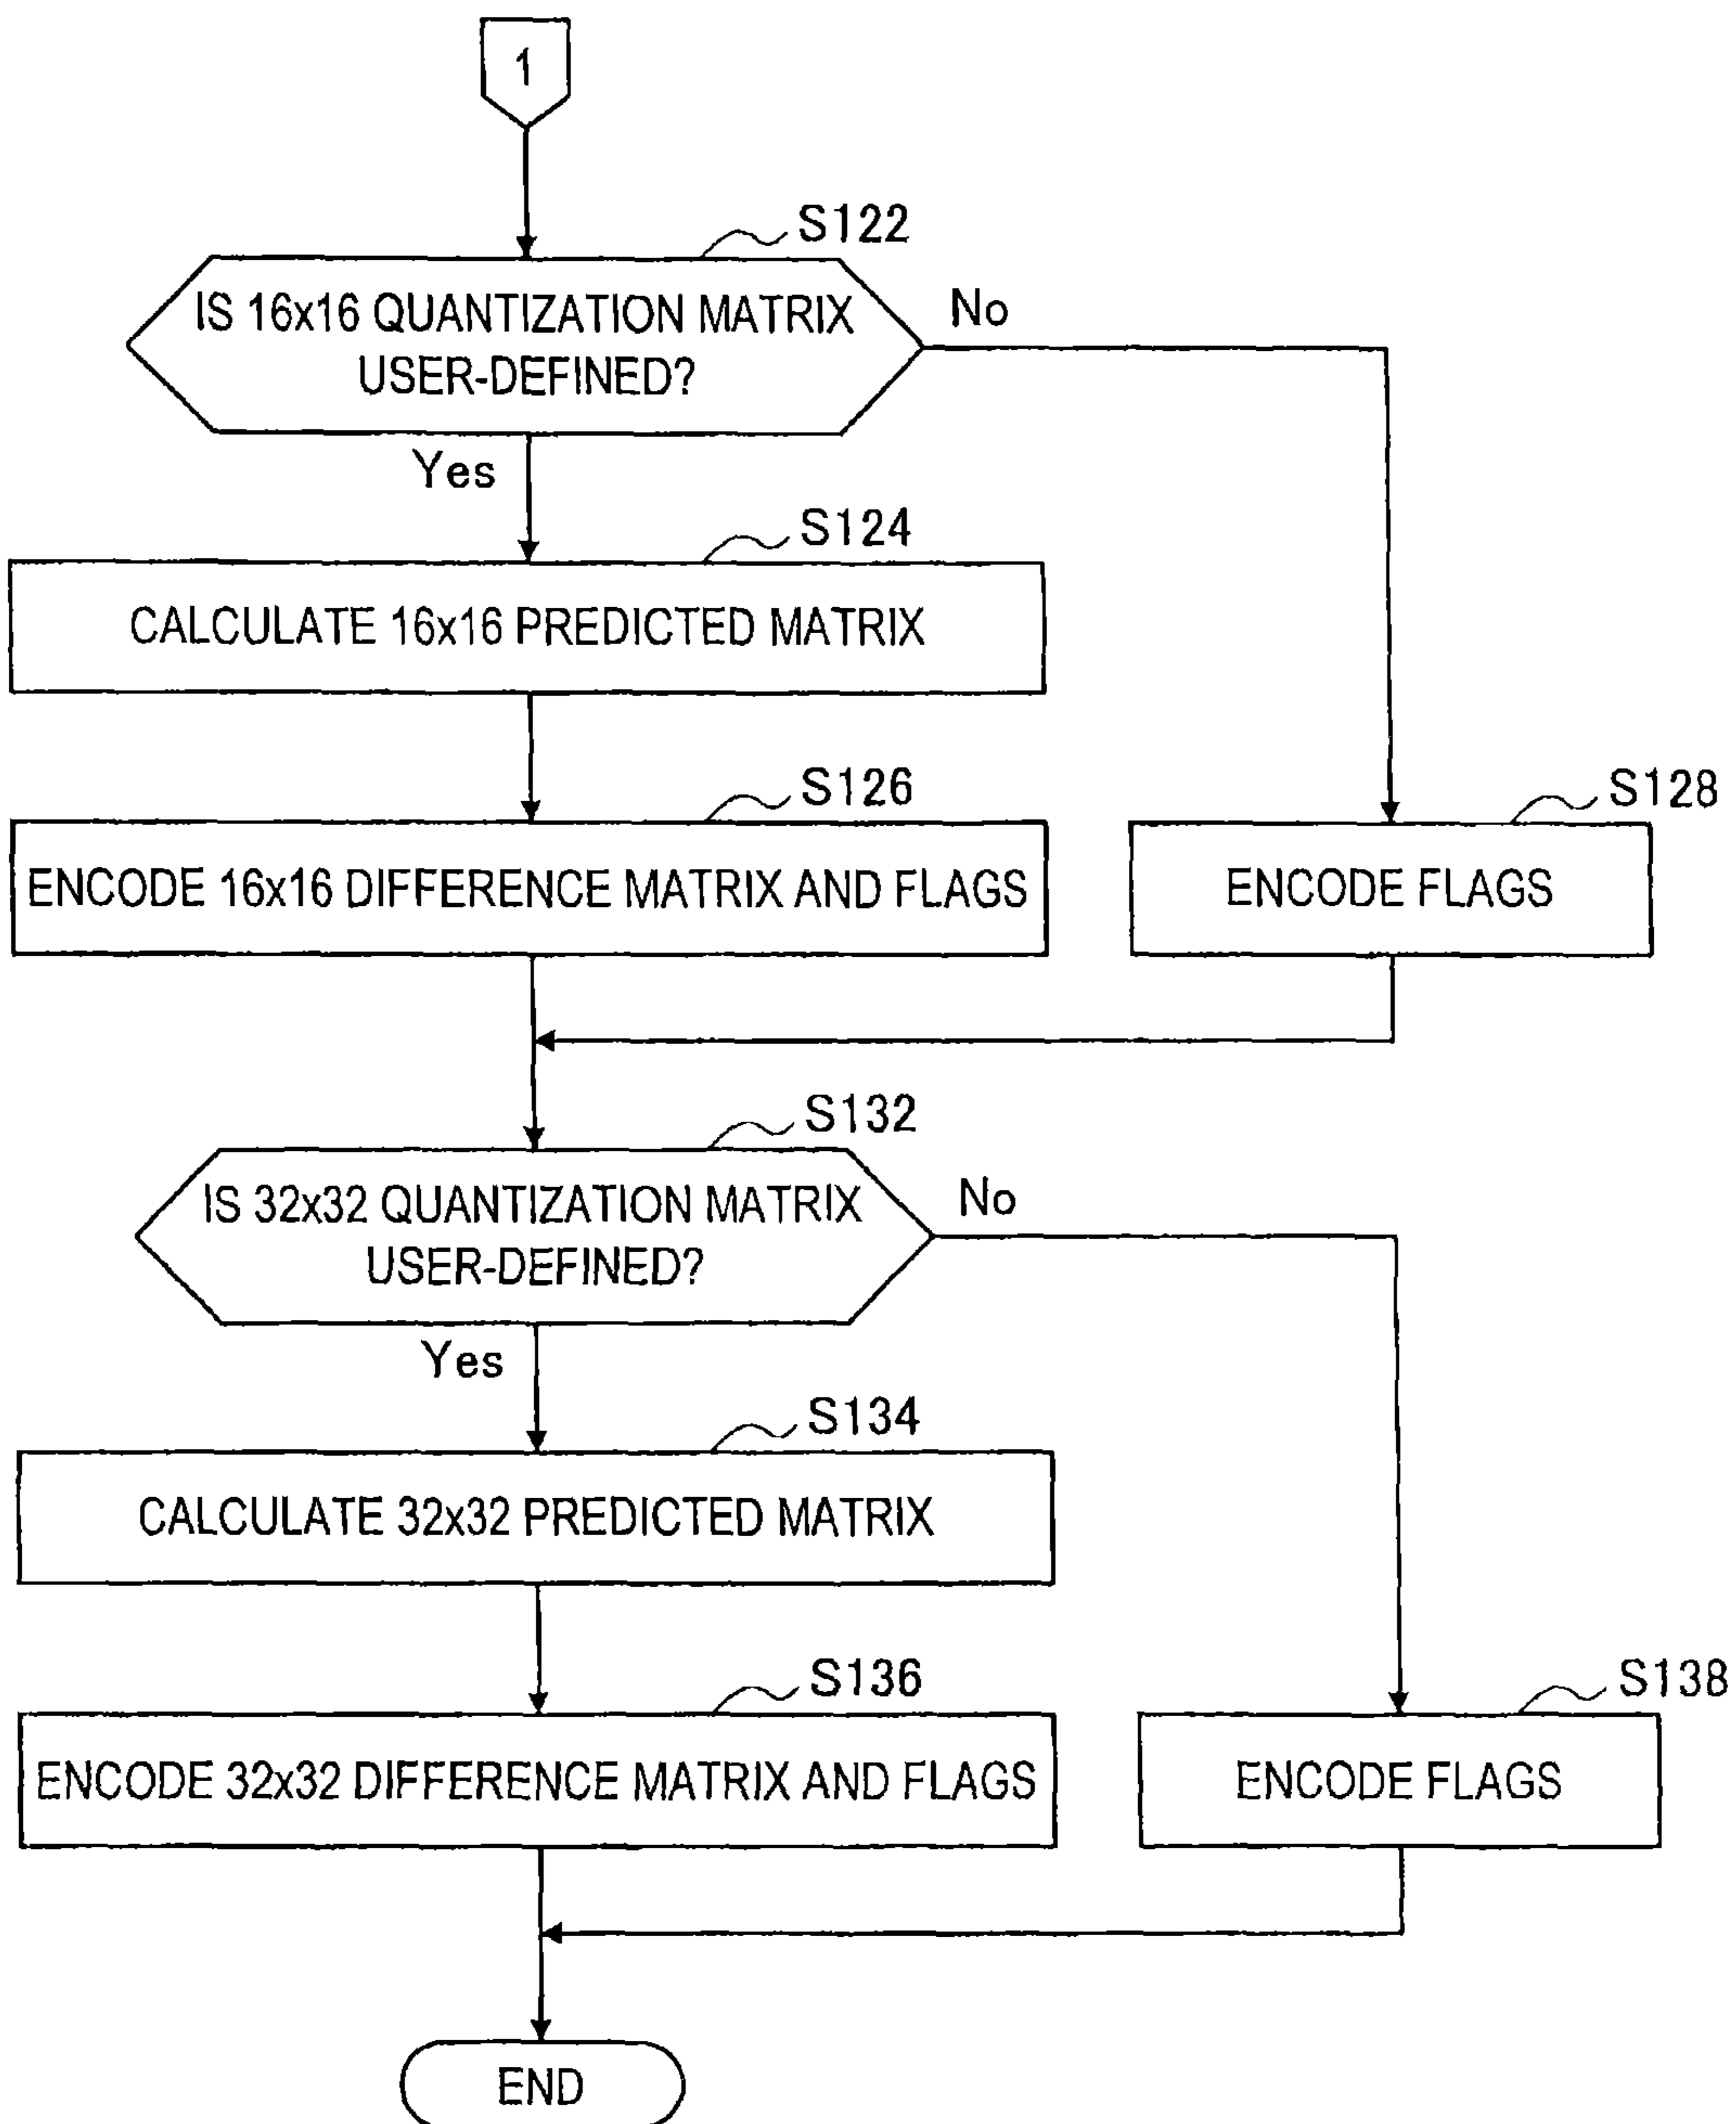 1
S122
IS 16x16 QUANTIZATION MATRIX
USER-DEFINED?
No
Yes
S124
CALCULATE 16x16 PREDICTED MATRIX
S126
ENCODE 16x16 DIFFERENCE MATRIX AND FLAGS
S128
ENCODE FLAGS
S132
IS 32x32 QUANTIZATION MATRIX
USER-DEFINED?
No
Yes
S134
CALCULATE 32x32 PREDICTED MATRIX
S136
ENCODE 32x32 DIFFERENCE MATRIX AND FLAGS
S138
ENCODE FLAGS
END